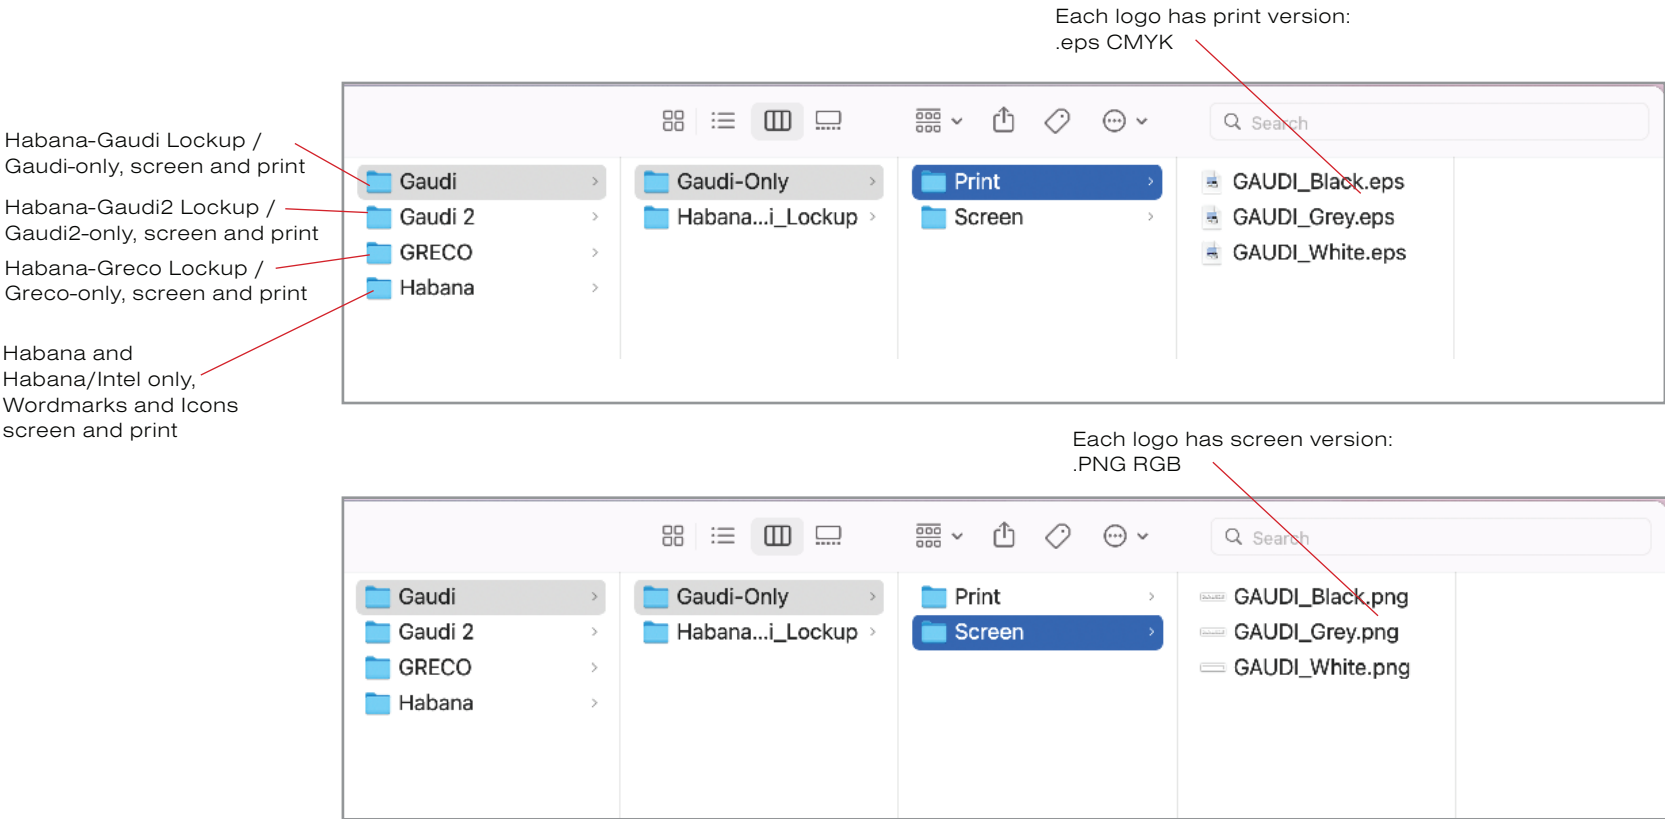 Each logo has print version:
.eps CMYK
Search
Habana-Gaudi Lockup /
Gaudi-only, screen and print
Habana-Gaudi2 Lockup /
Gaudi2-only, screen and print
Habana-Greco Lockup /
Greco-only, screen and print
Habana and
Habana/Intel only,
Wordmarks and Icons
screen and print
Gaudi
Gaudi 2
GRECO
Habana
Gaudi-Only
Habana...i_Lockup
Print
Screen
GAUDI_Black.eps
GAUDI_Grey.eps
GAUDI_White.eps
Each logo has screen version:
.PNG RGB
Search
Gaudi
Gaudi 2
GRECO
Habana
Gaudi-Only
Habana...i_Lockup
Print
Screen
GAUDI_Black.png
GAUDI_Grey.png
GAUDI_White.png